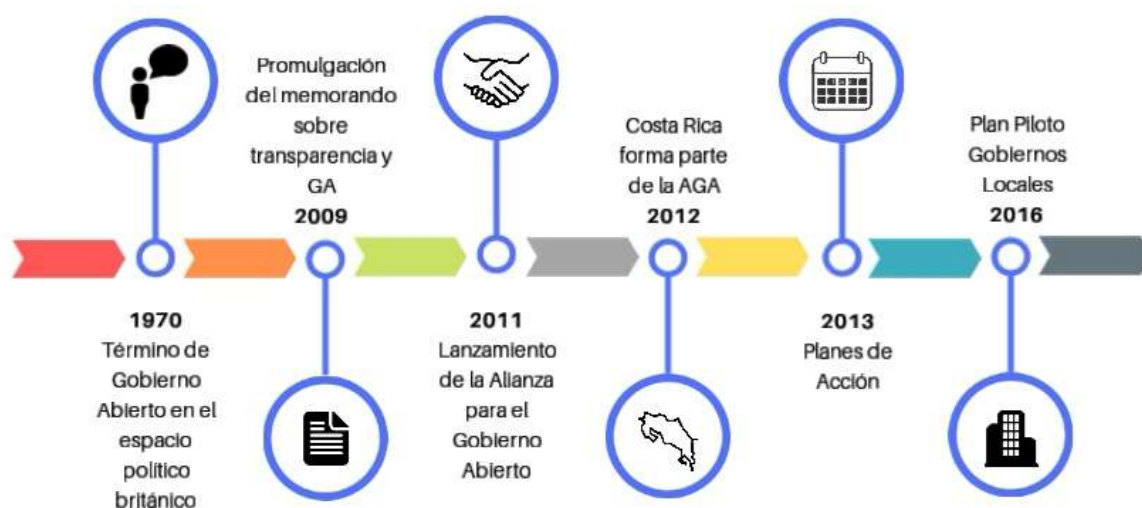 1970
Término de
Gobierno
Abierto en el
espacio
político
británico
Promulgación
del memorando
sobre
transparencia y
GA
2009
2011
Lanzamiento
de la Alianza
para el
Gobierno
Abierto
Costa Rica
forma parte
de la AGA
2012
2013
Planes de
Acción
Plan Piloto
Gobiernos
Locales
2016